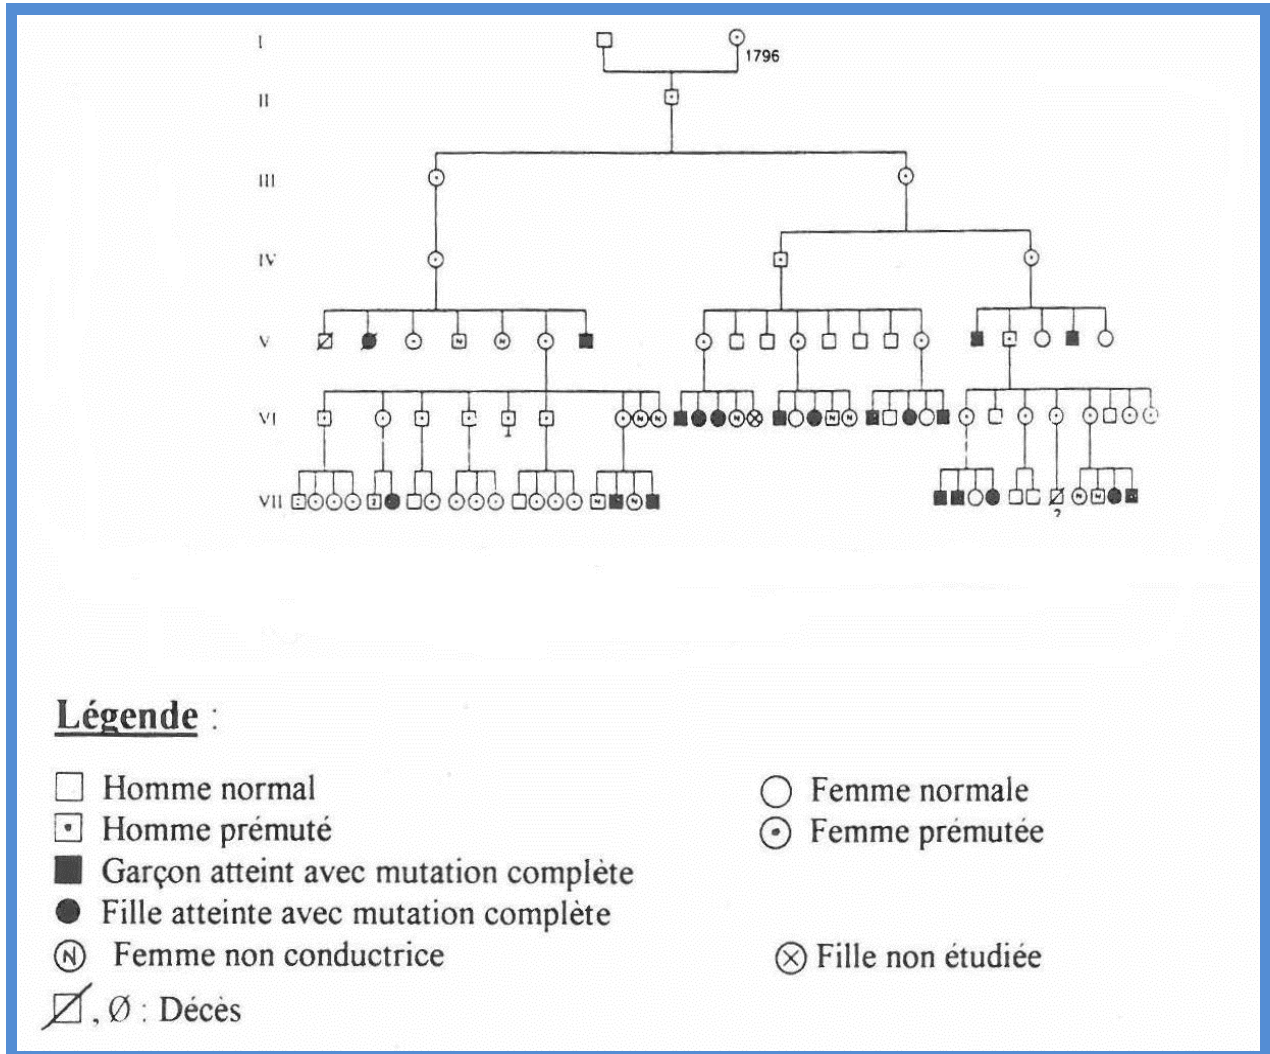 I
1796
II
III
IV
V
N N
VI
N N N N N
VII
N N N N
?
Légende :
Homme normal
Femme normale
Homme prémuté
Femme prémutée
Garçon atteint avec mutation complète
Fille atteinte avec mutation complète
N Femme non conductrice
Fille non étudiée
, Ø : Décès